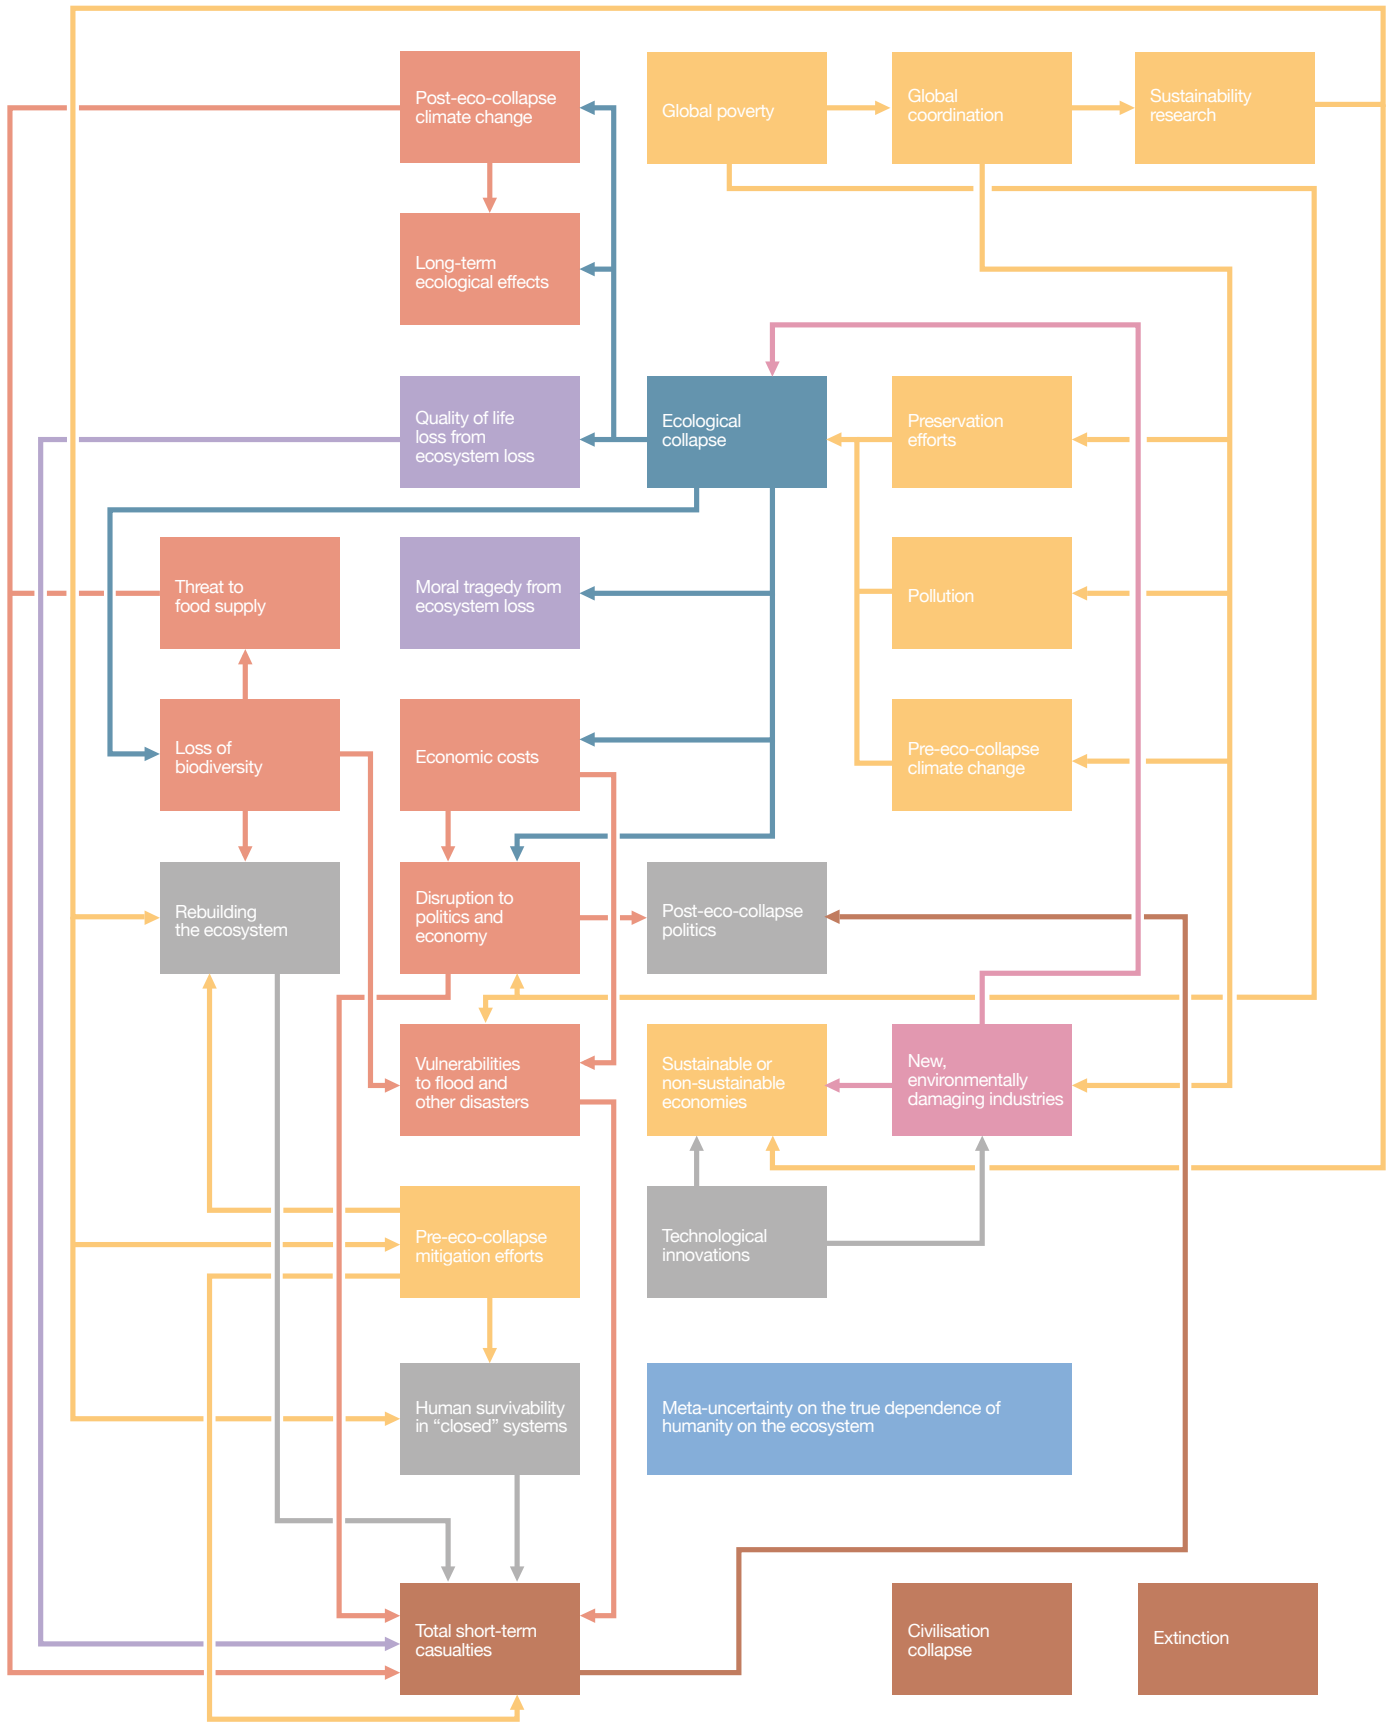 Post-eco-collapse
climate change
Global poverty
Global
coordination
Sustainability
research
Long-term
ecological effects
Quality of life
loss from
ecosystem loss
Ecological
collapse
Preservation
efforts
Threat to
food supply
Moral tragedy from
ecosystem loss
Pollution
Loss of
biodiversity
Economic costs
Pre-eco-collapse
climate change
Rebuilding
the ecosystem
Disruption to
politics and
economy
Post-eco-collapse
politics
Vulnerabilities
to flood and
other disasters
Sustainable or
non-sustainable
economies
New,
environmentally
damaging industries
Pre-eco-collapse
mitigation efforts
Technological
innovations
Human survivability
in “closed” systems
Meta-uncertainty on the true dependence of
humanity on the ecosystem
Total short-term
casualties
Civilisation
collapse
Extinction